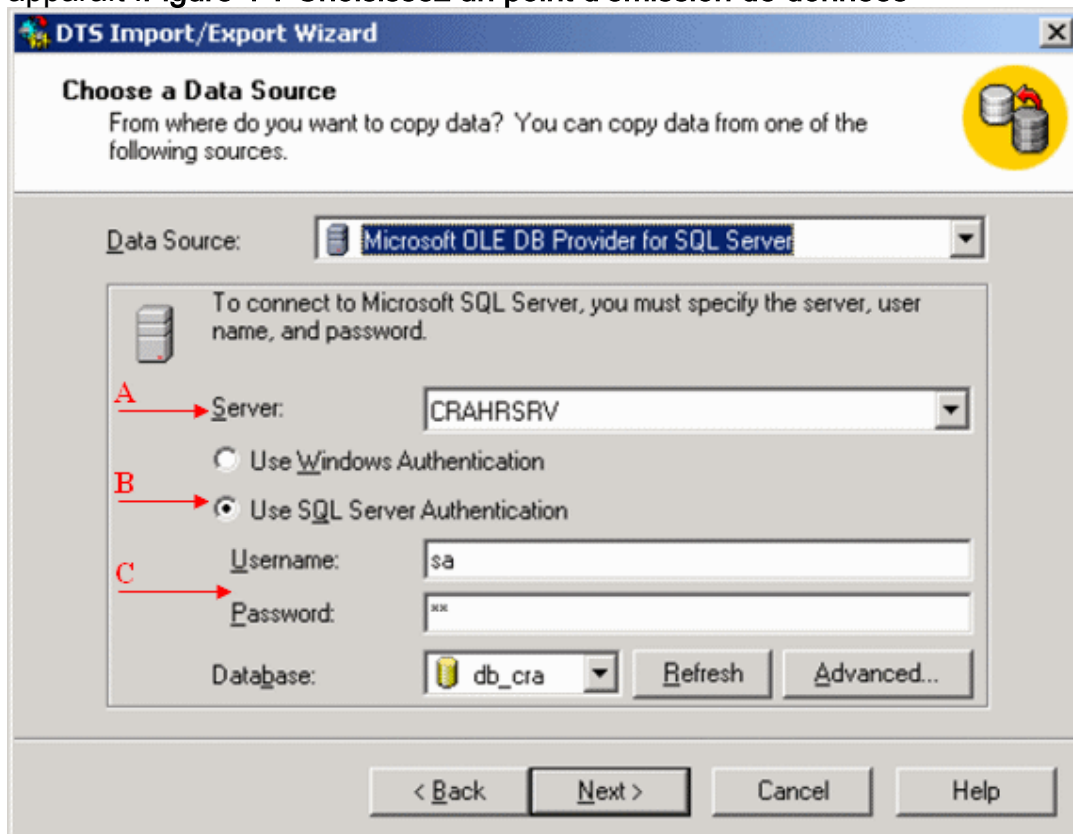 DTS Import/Export Wizard
Choose a Data Source
From where do you want to copy data? You can copy data from one of the
following sources.
Data Source: Microsoft OLE DB Provider for SQL Server
To connect to Microsoft SQL Server, you must specify the server, user
name, and password.
A Server: CRAHRSRV
Use Windows Authentication
B Use SQL Server Authentication
Username: sa
C
Password: **
Database: db_cra Refresh Advanced...
< Back Next > Cancel Help